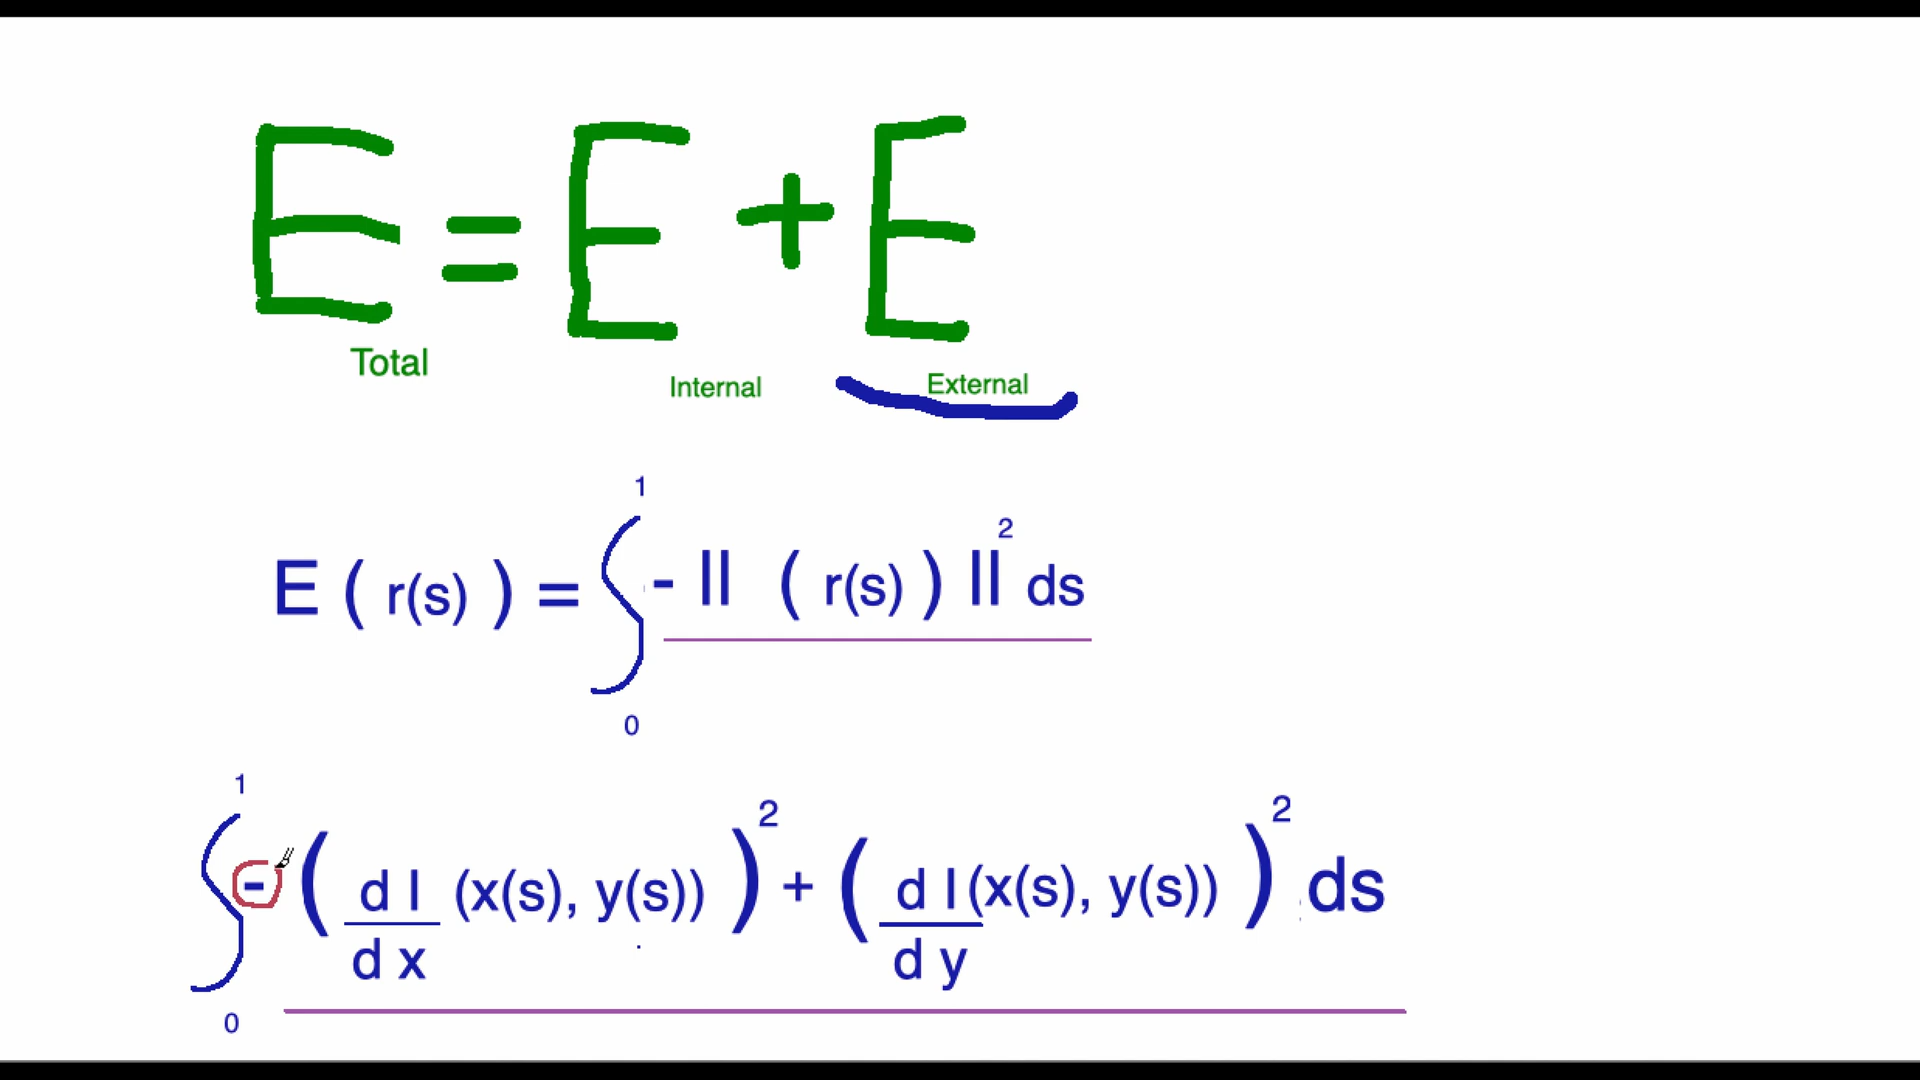 E = E + E
Total Internal External
1
E ( r(s) ) = ∫ - || ( r(s) ) ||² ds
0
1
∫ - ( d I (x(s), y(s)) )² + ( d I (x(s), y(s)) )² ds
d x d y
0